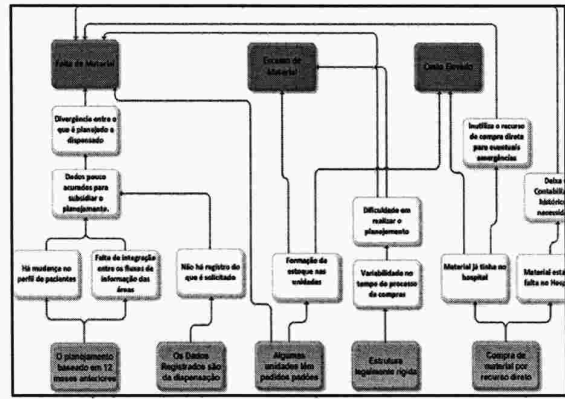 Falta de Material
Excesso de
Material
Custo Elevado
Divergência entre o
que é planejado e
dispensado
Inutiliza o recurso
de compra direta
para eventuais
emergências
Dados pouco
acurados para
subsidiar o
planejamento.
Deixa
Contabil
histórico
necessid
Dificuldade em
realizar o
planejamento
Há mudança no
perfil de pacientes
Falta de integração
entre os fluxos de
informação das
áreas
Não há registro do
que é solicitado
Formação de
estoque nas
unidades
Variabilidade no
tempo do processo
de compras
Material já tinha no
hospital
Material esta
falta no Hosp
O planejamento
baseado em 12
meses anteriores
Os Dados
Registrados são
da dispensação
Algumas
unidades têm
pedidos padões
Estrutura
legalmente rígida
Compra de
material por
recurso direto